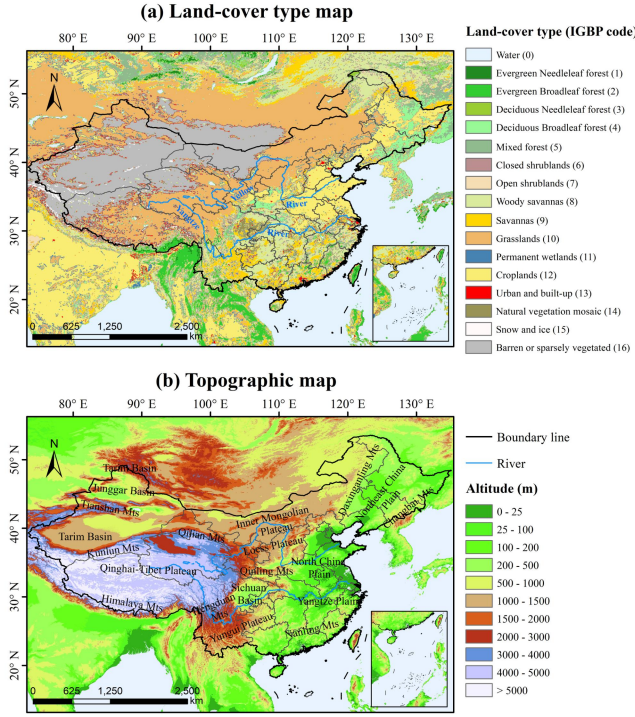 (a) Land-cover type map
80° E 90° E 100° E 110° E 120° E 130° E
50° N
40° N
30° N
20° N
N
Yellow
River
Yangtze
River
0 625 1,250 2,500
km
Land-cover type (IGBP code)
Water (0)
Evergreen Needleleaf forest (1)
Evergreen Broadleaf forest (2)
Deciduous Needleleaf forest (3)
Deciduous Broadleaf forest (4)
Mixed forest (5)
Closed shrublands (6)
Open shrublands (7)
Woody savannas (8)
Savannas (9)
Grasslands (10)
Permanent wetlands (11)
Croplands (12)
Urban and built-up (13)
Natural vegetation mosaic (14)
Snow and ice (15)
Barren or sparsely vegetated (16)
(b) Topographic map
80° E 90° E 100° E 110° E 120° E 130° E
50° N
40° N
30° N
20° N
N
Tarim Basin
Junggar Basin
Tianshan Mts
Tarim Basin
Kunlun Mts
Qilian Mts
Qinghai-Tibet Plateau
Himalaya Mts
Hengduan
Mts
Yungui Plateau
Inner Mongolian
Plateau
Loess Plateau
Qinling Mts
Sichuan
Basin
North China
Plain
Yangtze Plain
Nanling Mts
Daxinganling Mts
Northeast China
Plain
Changbai Mts
0 625 1,250 2,500
km
Boundary line
River
Altitude (m)
0 - 25
25 - 100
100 - 200
200 - 500
500 - 1000
1000 - 1500
1500 - 2000
2000 - 3000
3000 - 4000
4000 - 5000
> 5000